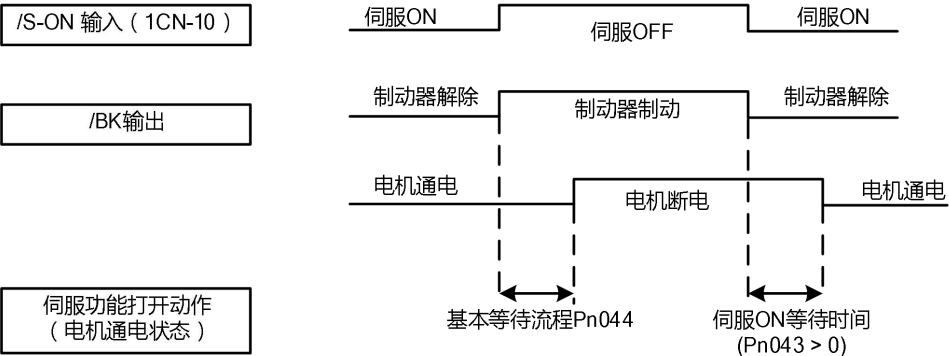 /S-ON 输入（1CN-10）
伺服ON
伺服OFF
伺服ON
/BK输出
制动器解除
制动器制动
制动器解除
电机通电
电机断电
电机通电
伺服功能打开动作
（电机通电状态）
基本等待流程Pn044
伺服ON等待时间
(Pn043 > 0)